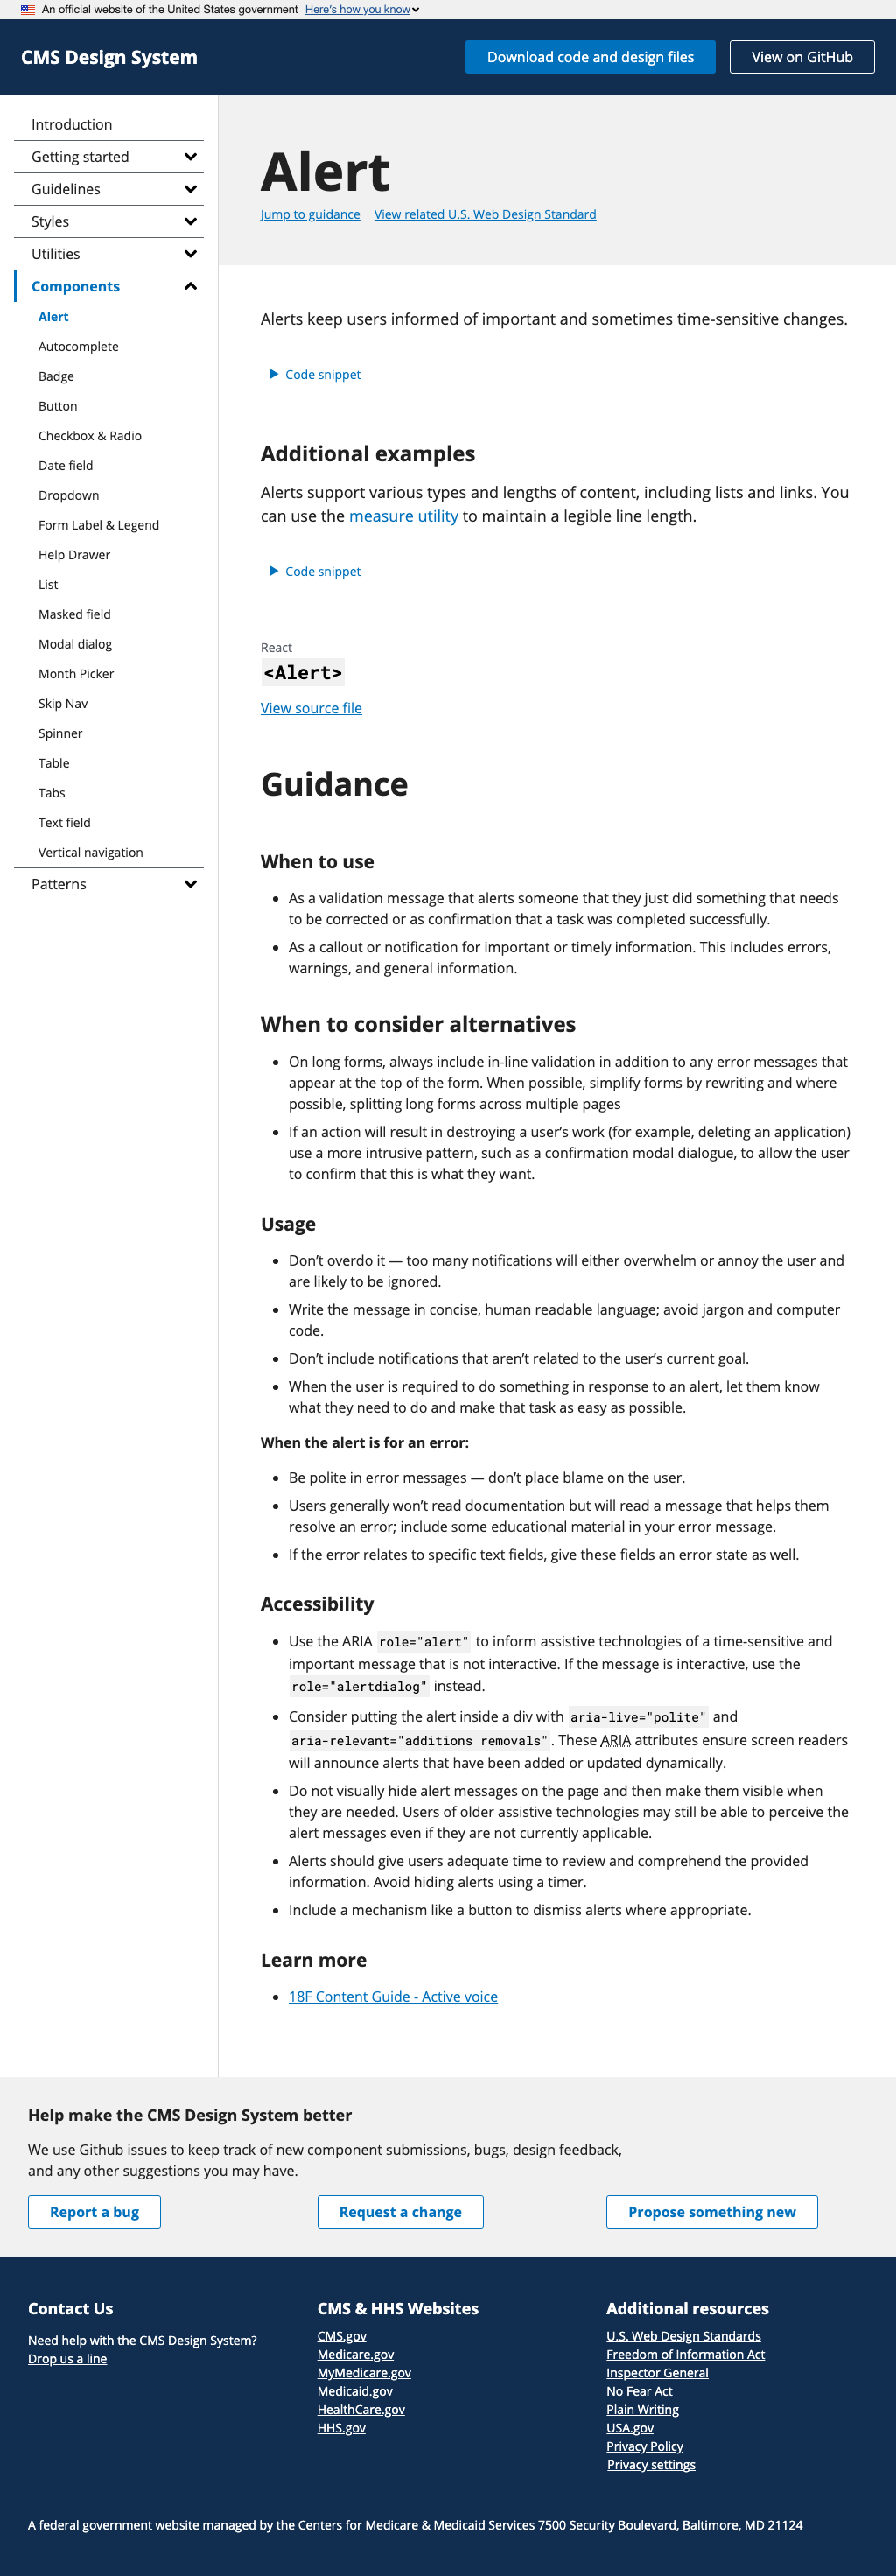 An official website of the United States government Here's how you know
CMS Design System
Download code and design files
View on GitHub
Introduction
Getting started
Guidelines
Styles
Utilities
Components
Alert
Autocomplete
Badge
Button
Checkbox & Radio
Date field
Dropdown
Form Label & Legend
Help Drawer
List
Masked field
Modal dialog
Month Picker
Skip Nav
Spinner
Table
Tabs
Text field
Vertical navigation
Patterns
Alert
Jump to guidance View related U.S. Web Design Standard
Alerts keep users informed of important and sometimes time-sensitive changes.
Code snippet
Additional examples
Alerts support various types and lengths of content, including lists and links. You
can use the measure utility to maintain a legible line length.
Code snippet
React
<Alert>
View source file
Guidance
When to use
As a validation message that alerts someone that they just did something that needs
to be corrected or as confirmation that a task was completed successfully.
As a callout or notification for important or timely information. This includes errors,
warnings, and general information.
When to consider alternatives
On long forms, always include in-line validation in addition to any error messages that
appear at the top of the form. When possible, simplify forms by rewriting and where
possible, splitting long forms across multiple pages
If an action will result in destroying a user’s work (for example, deleting an application)
use a more intrusive pattern, such as a confirmation modal dialogue, to allow the user
to confirm that this is what they want.
Usage
Don’t overdo it — too many notifications will either overwhelm or annoy the user and
are likely to be ignored.
Write the message in concise, human readable language; avoid jargon and computer
code.
Don’t include notifications that aren’t related to the user’s current goal.
When the user is required to do something in response to an alert, let them know
what they need to do and make that task as easy as possible.
When the alert is for an error:
Be polite in error messages — don’t place blame on the user.
Users generally won’t read documentation but will read a message that helps them
resolve an error; include some educational material in your error message.
If the error relates to specific text fields, give these fields an error state as well.
Accessibility
Use the ARIA role="alert" to inform assistive technologies of a time-sensitive and
important message that is not interactive. If the message is interactive, use the
role="alertdialog" instead.
Consider putting the alert inside a div with aria-live="polite" and
aria-relevant="additions removals". These ARIA attributes ensure screen readers
will announce alerts that have been added or updated dynamically.
Do not visually hide alert messages on the page and then make them visible when
they are needed. Users of older assistive technologies may still be able to perceive the
alert messages even if they are not currently applicable.
Alerts should give users adequate time to review and comprehend the provided
information. Avoid hiding alerts using a timer.
Include a mechanism like a button to dismiss alerts where appropriate.
Learn more
18F Content Guide - Active voice
Help make the CMS Design System better
We use Github issues to keep track of new component submissions, bugs, design feedback,
and any other suggestions you may have.
Report a bug
Request a change
Propose something new
Contact Us
Need help with the CMS Design System?
Drop us a line
CMS & HHS Websites
CMS.gov
Medicare.gov
MyMedicare.gov
Medicaid.gov
HealthCare.gov
HHS.gov
Additional resources
U.S. Web Design Standards
Freedom of Information Act
Inspector General
No Fear Act
Plain Writing
USA.gov
Privacy Policy
Privacy settings
A federal government website managed by the Centers for Medicare & Medicaid Services 7500 Security Boulevard, Baltimore, MD 21124